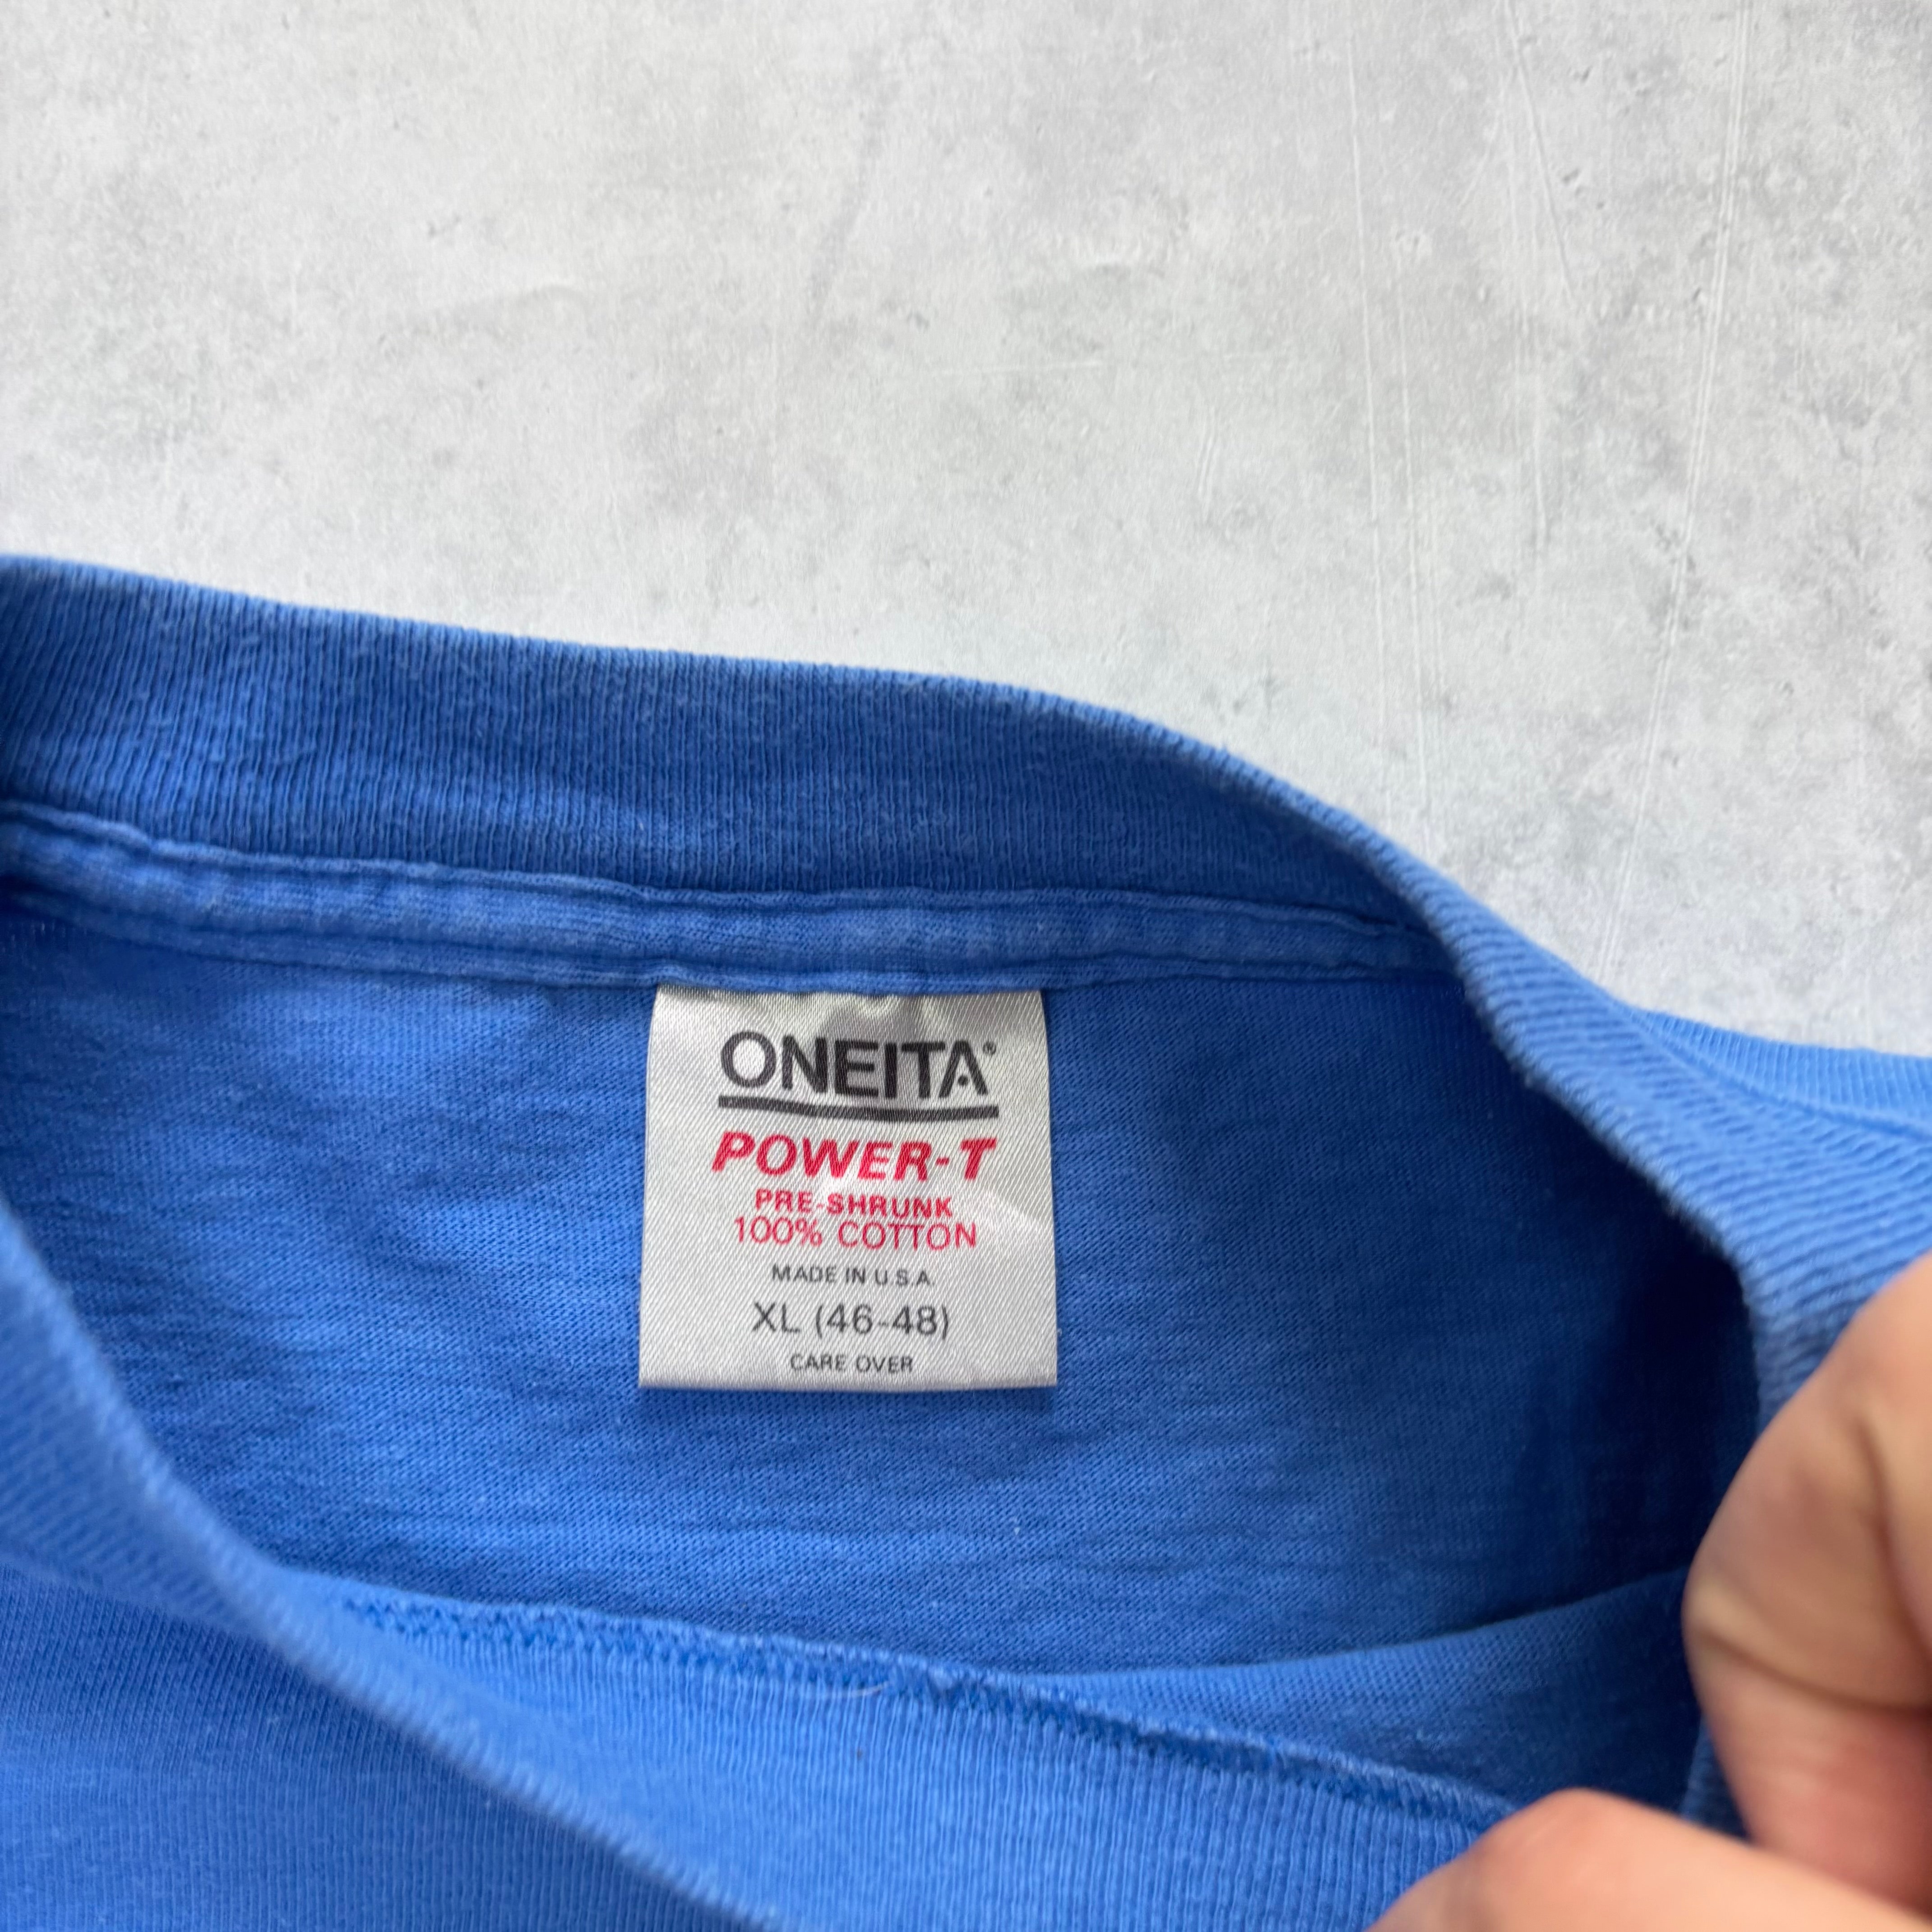 ONEITA®
POWER-T
PRE-SHRUNK
100% COTTON
MADE IN U.S.A.
XL (46-48)
CARE OVER